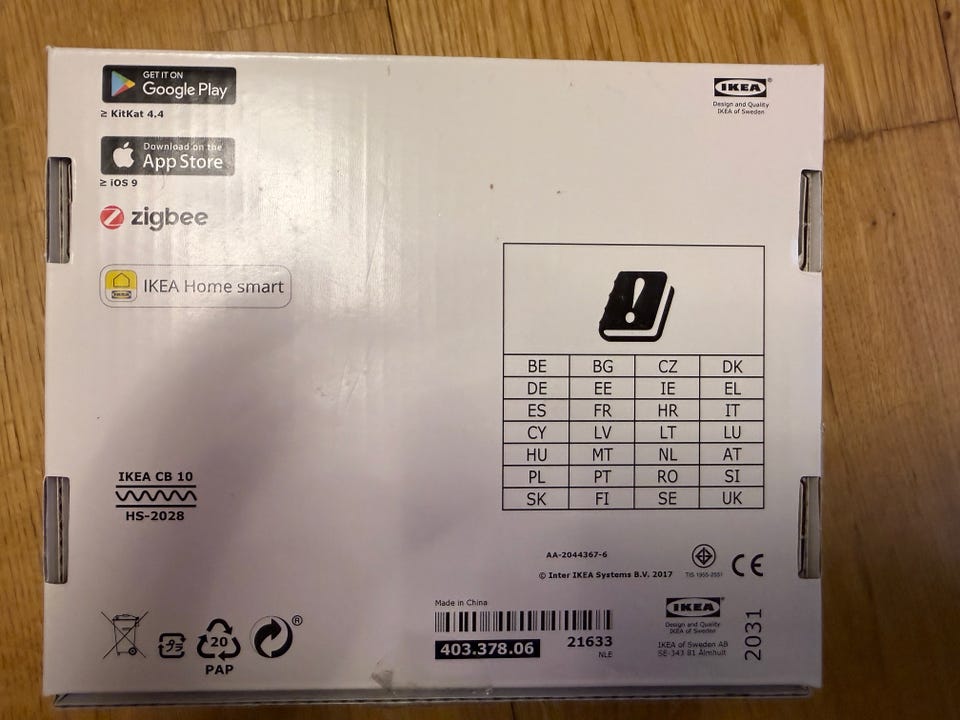 GET IT ON
Google Play
≥ KitKat 4.4
Download on the
App Store
≥ iOS 9
zigbee
IKEA Home smart
IKEA®
Design and Quality
IKEA of Sweden
BE BG CZ DK
DE EE IE EL
ES FR HR IT
CY LV LT LU
HU MT NL AT
PL PT RO SI
SK FI SE UK
IKEA CB 10
HS-2028
AA-2044367-6
© Inter IKEA Systems B.V. 2017
TIS 1955-2551
CE
20
PAP
®
Made in China
403.378.06
21633
NLE
IKEA®
Design and Quality
IKEA of Sweden
IKEA of Sweden AB
SE-343 81 Älmhult
2031